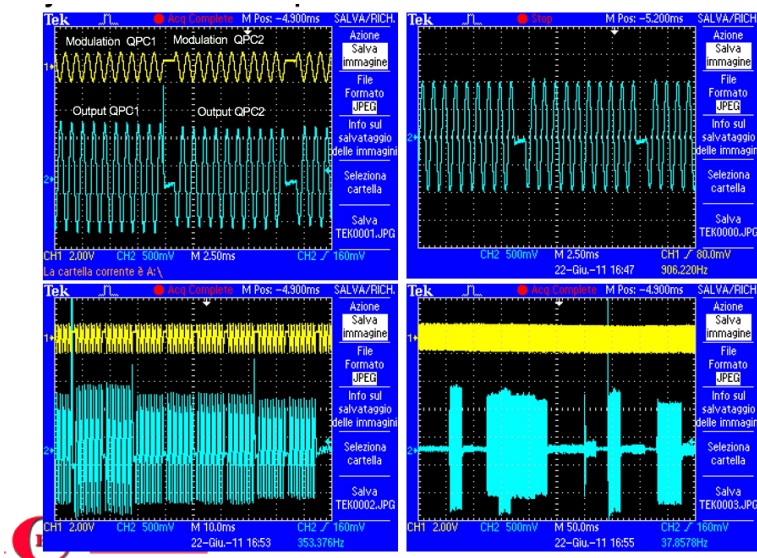 Tek Acq Complete M Pos: -4.900ms SALVA/RICH.
Modulation QPC1 Modulation QPC2
Output QPC1 Output QPC2
1
2
Azione
Salva
immagine
File
Formato
JPEG
Info sul
salvataggio
delle immagini
Seleziona
cartella
Salva
TEK0001.JPG
CH1 2.00V CH2 500mV M 2.50ms CH2 160mV
La cartella corrente è A:\
Tek Stop M Pos: -5.200ms SALVA/RICH.
2
Azione
Salva
immagine
File
Formato
JPEG
Info sul
salvataggio
delle immagini
Seleziona
cartella
Salva
TEK0000.JPG
CH2 500mV M 2.50ms CH1 80.0mV
22-Giu.-11 16:47 906.220Hz
Tek Acq Complete M Pos: -4.900ms SALVA/RICH.
1
2
Azione
Salva
immagine
File
Formato
JPEG
Info sul
salvataggio
delle immagini
Seleziona
cartella
Salva
TEK0002.JPG
CH1 2.00V CH2 500mV M 10.0ms CH2 160mV
22-Giu.-11 16:53 353.376Hz
Tek Acq Complete M Pos: -4.900ms SALVA/RICH.
1
2
Azione
Salva
immagine
File
Formato
JPEG
Info sul
salvataggio
delle immagini
Seleziona
cartella
Salva
TEK0003.JPG
CH1 2.00V CH2 500mV M 50.0ms CH2 160mV
22-Giu.-11 16:55 37.8578Hz